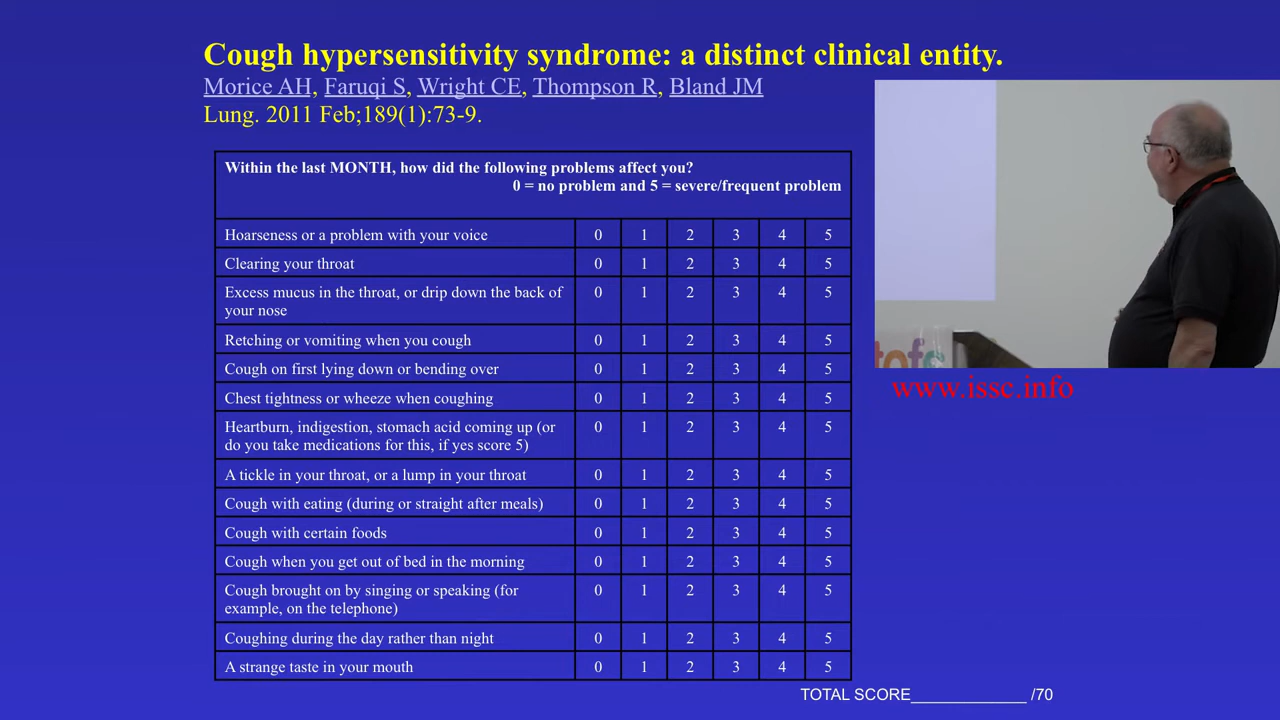 Cough hypersensitivity syndrome: a distinct clinical entity.
Morice AH, Faruqi S, Wright CE, Thompson R, Bland JM
Lung. 2011 Feb;189(1):73-9.
Within the last MONTH, how did the following problems affect you?
0 = no problem and 5 = severe/frequent problem
Hoarseness or a problem with your voice 0 1 2 3 4 5
Clearing your throat 0 1 2 3 4 5
Excess mucus in the throat, or drip down the back of 0 1 2 3 4 5
your nose
Retching or vomiting when you cough 0 1 2 3 4 5
Cough on first lying down or bending over 0 1 2 3 4 5
Chest tightness or wheeze when coughing 0 1 2 3 4 5
Heartburn, indigestion, stomach acid coming up (or 0 1 2 3 4 5
do you take medications for this, if yes score 5)
A tickle in your throat, or a lump in your throat 0 1 2 3 4 5
Cough with eating (during or straight after meals) 0 1 2 3 4 5
Cough with certain foods 0 1 2 3 4 5
Cough when you get out of bed in the morning 0 1 2 3 4 5
Cough brought on by singing or speaking (for 0 1 2 3 4 5
example, on the telephone)
Coughing during the day rather than night 0 1 2 3 4 5
A strange taste in your mouth 0 1 2 3 4 5
TOTAL SCORE_____________ /70
tofs
www.issc.info